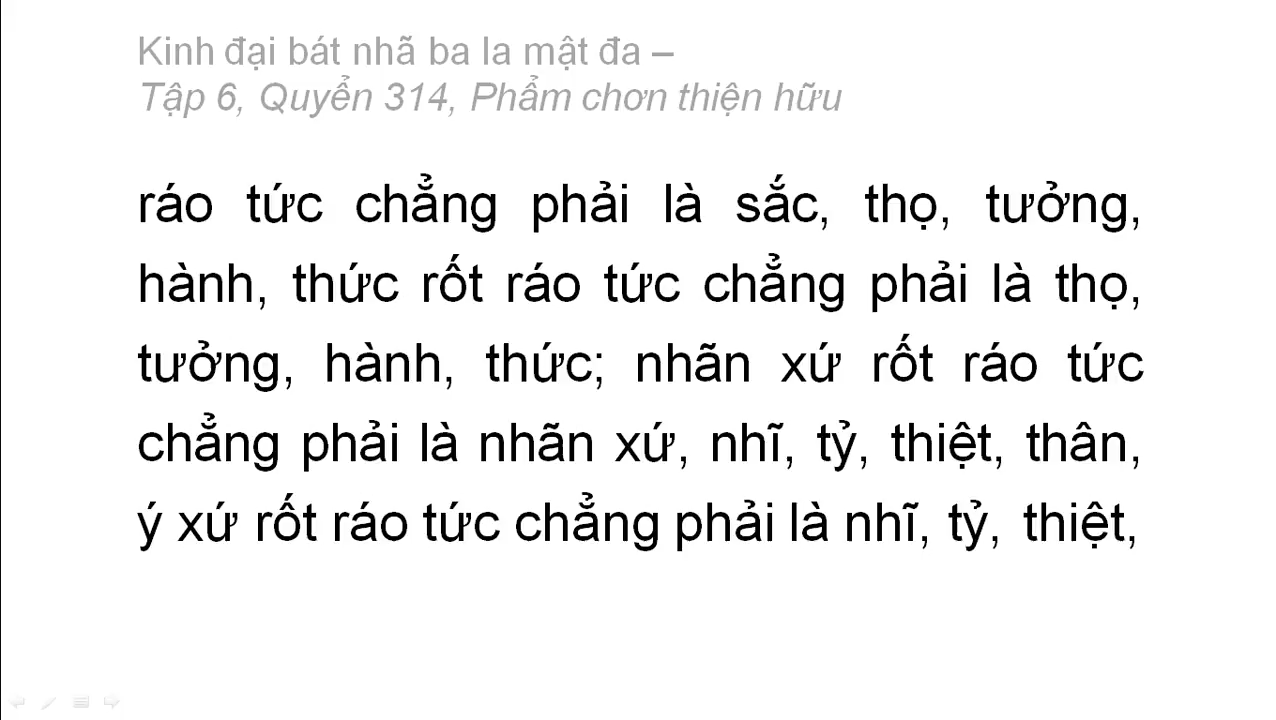 Kinh đại bát nhã ba la mật đa –
Tập 6, Quyển 314, Phẩm chơn thiện hữu
ráo tức chẳng phải là sắc, thọ, tưởng,
hành, thức rốt ráo tức chẳng phải là thọ,
tưởng, hành, thức; nhãn xứ rốt ráo tức
chẳng phải là nhãn xứ, nhĩ, tỷ, thiệt, thân,
ý xứ rốt ráo tức chẳng phải là nhĩ, tỷ, thiệt,